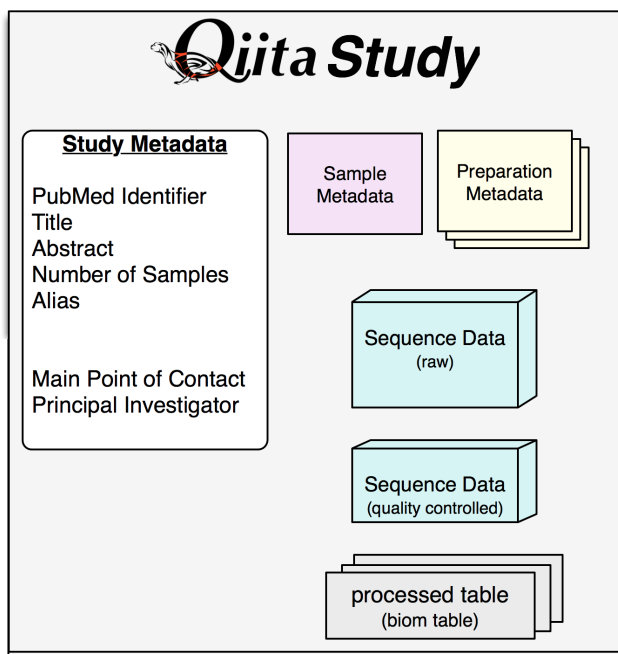 Qiita Study
Study Metadata
PubMed Identifier
Title
Abstract
Number of Samples
Alias
Main Point of Contact
Principal Investigator
Sample
Metadata
Preparation
Metadata
Sequence Data
(raw)
Sequence Data
(quality controlled)
processed table
(biom table)